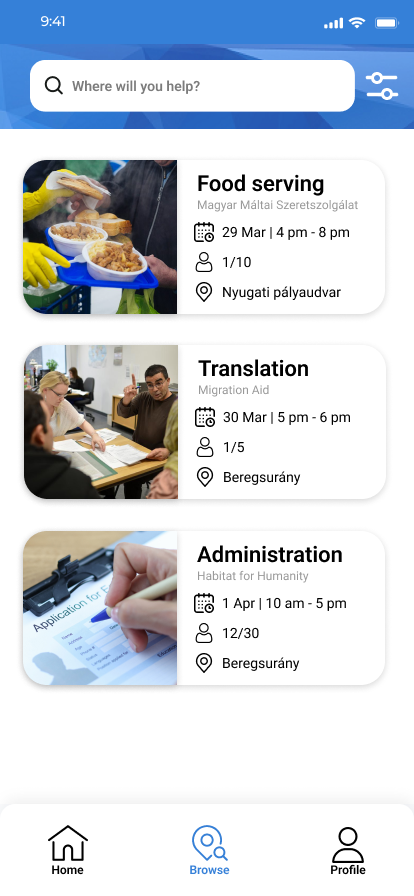 9:41
Where will you help?
Food serving
Magyar Máltai Szeretszolgálat
29 Mar | 4 pm - 8 pm
1/10
Nyugati pályaudvar
Translation
Migration Aid
30 Mar | 5 pm - 6 pm
1/5
Beregsurány
Application for
Administration
Habitat for Humanity
1 Apr | 10 am - 5 pm
12/30
Beregsurány
Home
Browse
Profile